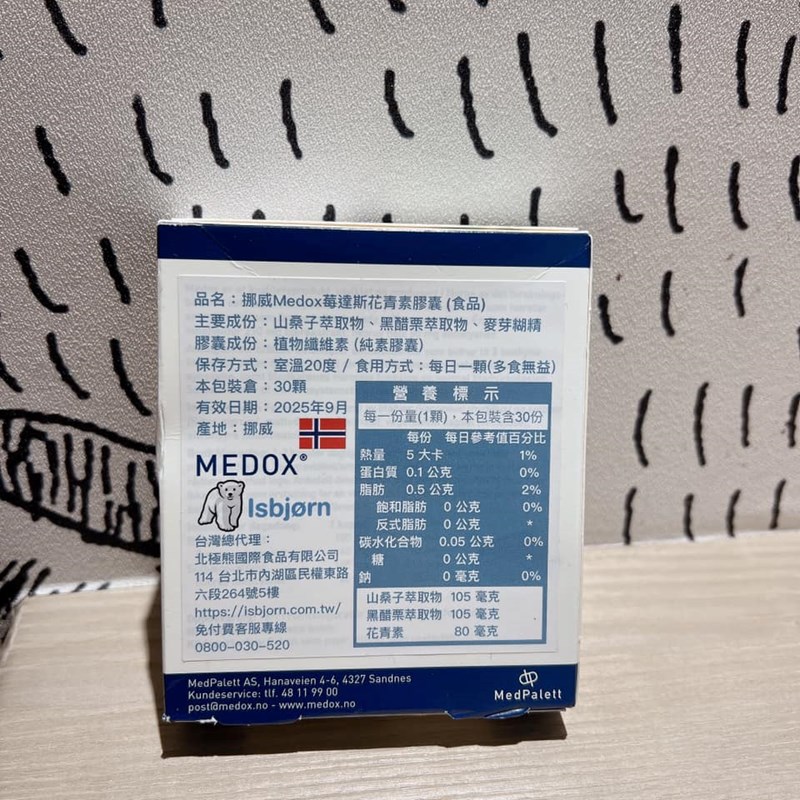 品名：挪威Medox莓達斯花青素膠囊 (食品)
主要成份：山桑子萃取物、黑醋栗萃取物、麥芽糊精
膠囊成份：植物纖維素 (純素膠囊)
保存方式：室溫20度 / 食用方式：每日一顆(多食無益)
本包裝含：30顆
有效日期：2025年9月
產地：挪威
MEDOX®
Isbjørn
台灣總代理：
北極熊國際食品有限公司
114 台北市內湖區民權東路
六段264號5樓
https://isbjorn.com.tw/
免付費客服專線
0800-030-520
營養標示
每一份量(1顆)，本包裝含30份
每份 每日參考值百分比
熱量 5 大卡 1%
蛋白質 0.1 公克 0%
脂肪 0.5 公克 2%
飽和脂肪 0 公克 0%
反式脂肪 0 公克 *
碳水化合物 0.05 公克 0%
糖 0 公克 *
鈉 0 毫克 0%
山桑子萃取物 105 毫克
黑醋栗萃取物 105 毫克
花青素 80 毫克
MedPalett AS, Hanaveien 4-6, 4327 Sandnes
Kundeservice: tlf. 48 11 99 00
post@medox.no - www.medox.no
MedPalett